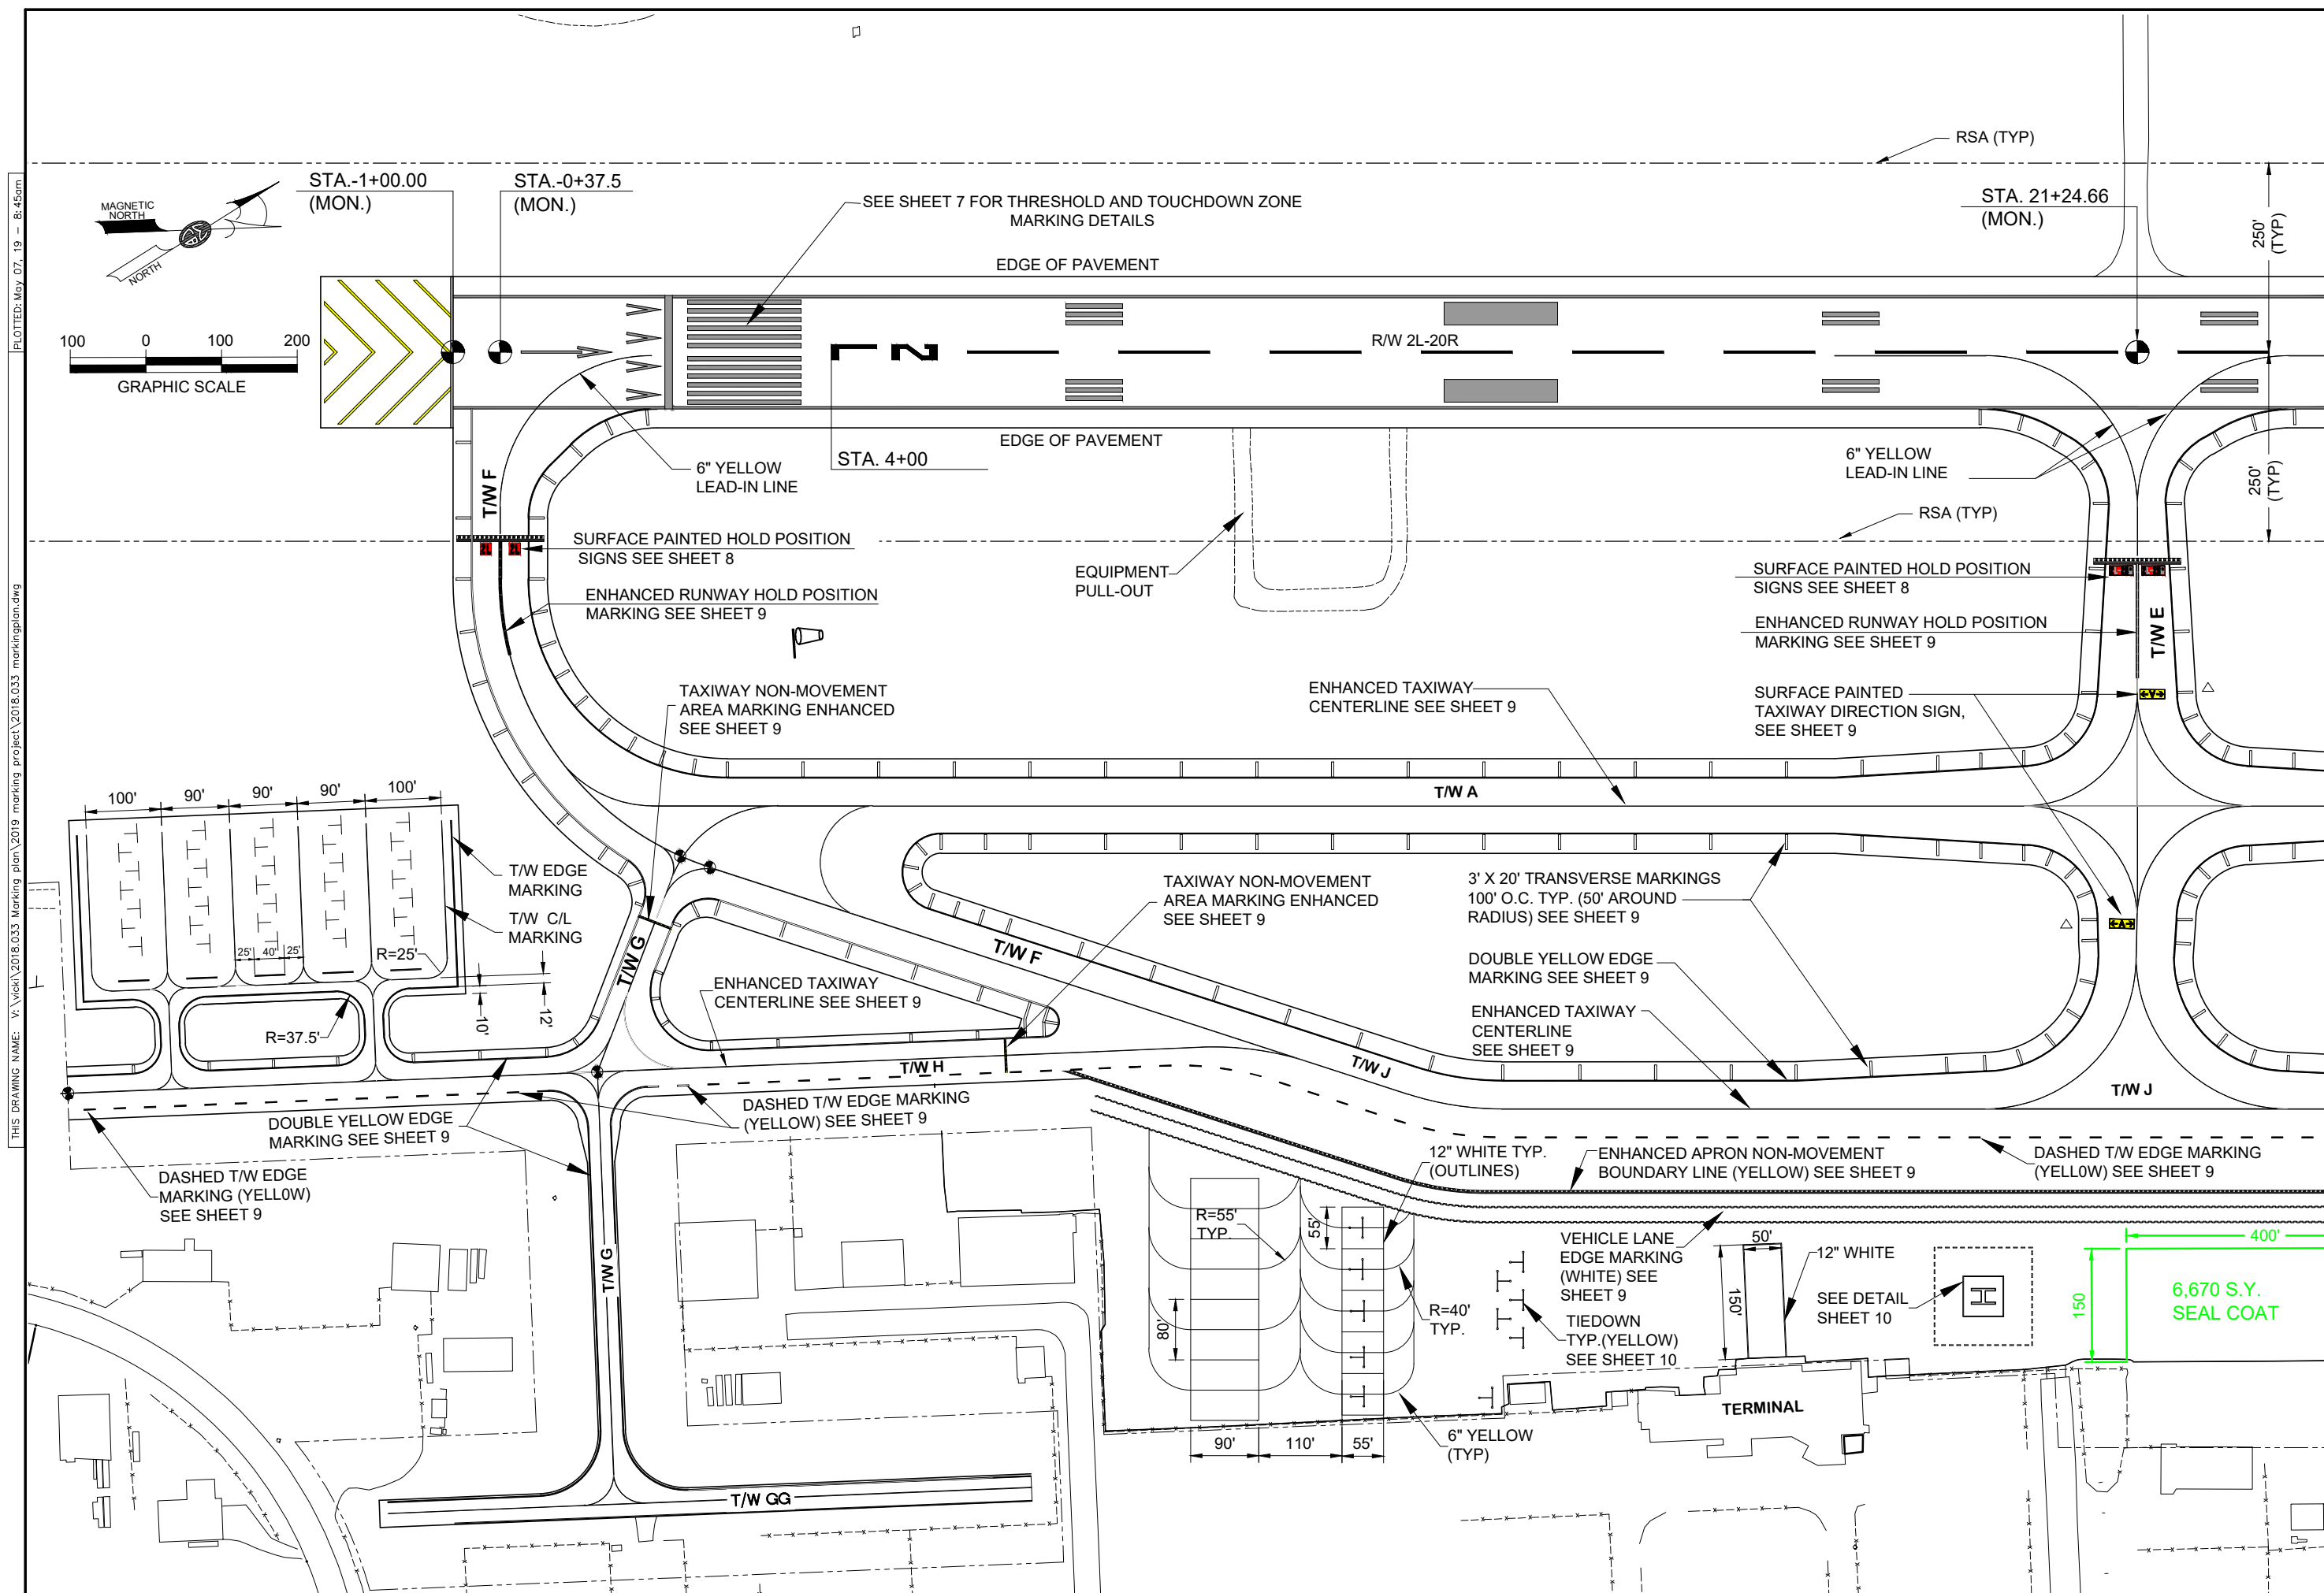 PLOTTED: May 07, 19 - 8:45am
THIS DRAWING NAME: V:\vicki\2018.033 Marking plan\2019 marking project\2018.033 markingplan.dwg
MAGNETIC
NORTH
NORTH
100 0 100 200
GRAPHIC SCALE
STA.-1+00.00
(MON.)
STA.-0+37.5
(MON.)
SEE SHEET 7 FOR THRESHOLD AND TOUCHDOWN ZONE
MARKING DETAILS
EDGE OF PAVEMENT
RSA (TYP)
STA. 21+24.66
(MON.)
250'
(TYP)
R/W 2L-20R
2L
EDGE OF PAVEMENT
STA. 4+00
6" YELLOW
LEAD-IN LINE
T/W F
6" YELLOW
LEAD-IN LINE
250'
(TYP)
RSA (TYP)
2L 2L
SURFACE PAINTED HOLD POSITION
SIGNS SEE SHEET 8
ENHANCED RUNWAY HOLD POSITION
MARKING SEE SHEET 9
EQUIPMENT
PULL-OUT
SURFACE PAINTED HOLD POSITION
SIGNS SEE SHEET 8
ENHANCED RUNWAY HOLD POSITION
MARKING SEE SHEET 9
T/W E
TAXIWAY NON-MOVEMENT
AREA MARKING ENHANCED
SEE SHEET 9
ENHANCED TAXIWAY
CENTERLINE SEE SHEET 9
SURFACE PAINTED
TAXIWAY DIRECTION SIGN,
SEE SHEET 9
A
T/W A
100' 90' 90' 90' 100'
T/W EDGE
MARKING
T/W C/L
MARKING
25' 40' 25'
R=25'
R=37.5'
10'
12'
T/W G
TAXIWAY NON-MOVEMENT
AREA MARKING ENHANCED
SEE SHEET 9
3' X 20' TRANSVERSE MARKINGS
100' O.C. TYP. (50' AROUND
RADIUS) SEE SHEET 9
A
T/W F
DOUBLE YELLOW EDGE
MARKING SEE SHEET 9
ENHANCED TAXIWAY
CENTERLINE SEE SHEET 9
ENHANCED TAXIWAY
CENTERLINE
SEE SHEET 9
T/W H
T/W J
T/W J
DOUBLE YELLOW EDGE
MARKING SEE SHEET 9
DASHED T/W EDGE MARKING
(YELLOW) SEE SHEET 9
DASHED T/W EDGE
MARKING (YELL0W)
SEE SHEET 9
12" WHITE TYP.
(OUTLINES)
ENHANCED APRON NON-MOVEMENT
BOUNDARY LINE (YELLOW) SEE SHEET 9
DASHED T/W EDGE MARKING
(YELL0W) SEE SHEET 9
T/W G
R=55'
TYP.
55'
80'
R=40'
TYP.
VEHICLE LANE
EDGE MARKING
(WHITE) SEE
SHEET 9
TIEDOWN
TYP.(YELLOW)
SEE SHEET 10
50'
150'
12" WHITE
SEE DETAIL
SHEET 10
H
400'
150
6,670 S.Y.
SEAL COAT
TERMINAL
90' 110' 55'
6" YELLOW
(TYP)
T/W GG